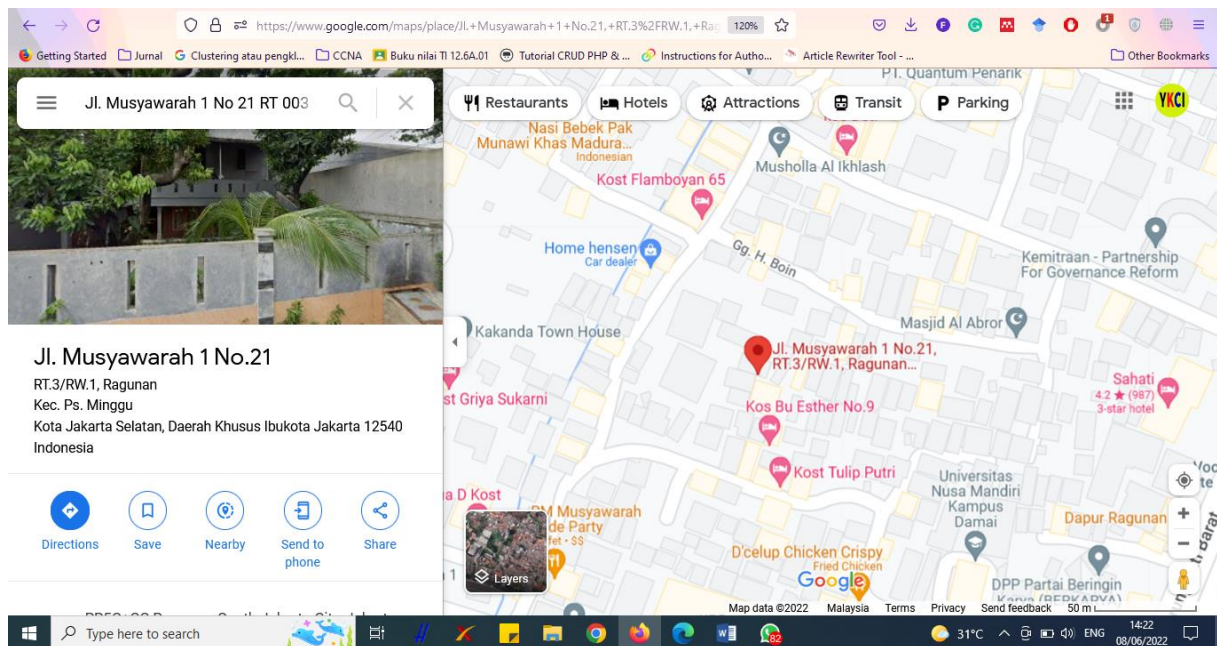 https://www.google.com/maps/place/Jl.+Musyawarah+1+No.21,+RT.3%2FRW.1,+Rag
120%
Getting Started
Jurnal
Clustering atau pengkl...
CCNA
Buku nilai TI 12.6A.01
Tutorial CRUD PHP & ...
Instructions for Autho...
Article Rewriter Tool - ...
Other Bookmarks
Jl. Musyawarah 1 No 21 RT 003
Restaurants
Hotels
Attractions
Transit
Parking
YKCI
Jl. Musyawarah 1 No.21
RT.3/RW.1, Ragunan
Kec. Ps. Minggu
Kota Jakarta Selatan, Daerah Khusus Ibukota Jakarta 12540
Indonesia
Directions
Save
Nearby
Send to
phone
Share
PT. Quantum Penarik
Nasi Bebek Pak
Munawi Khas Madura...
Indonesian
Musholla Al Ikhlash
Kost Flamboyan 65
Home hensen
Car dealer
Gg. H. Boin
Kemitraan - Partnership
For Governance Reform
Kakanda Town House
Masjid Al Abror
Jl. Musyawarah 1 No.21,
RT.3/RW.1, Ragunan...
st Griya Sukarni
Sahati
4.2 ★ (987)
3-star hotel
Kos Bu Esther No.9
Kost Tulip Putri
Universitas
Nusa Mandiri
Kampus
Damai
a D Kost
Musyawarah
de Party
fet · $$
Dapur Ragunan
D'celup Chicken Crispy
Fried Chicken
DPP Partai Beringin
Karya (BERKARYA)
Layers
Google
Map data ©2022
Malaysia
Terms
Privacy
Send feedback
50 m
Type here to search
82
31°C
ENG
14:22
08/06/2022